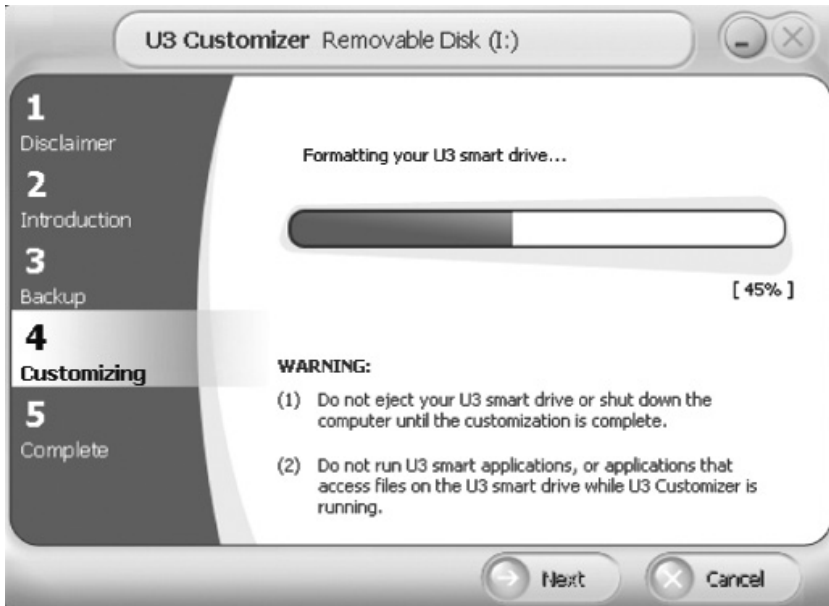 U3 Customizer Removable Disk (I:)
1
Disclaimer
2
Introduction
3
Backup
4
Customizing
5
Complete
Formatting your U3 smart drive...
[ 45% ]
WARNING:
(1) Do not eject your U3 smart drive or shut down the
computer until the customization is complete.
(2) Do not run U3 smart applications, or applications that
access files on the U3 smart drive while U3 Customizer is
running.
Next
Cancel